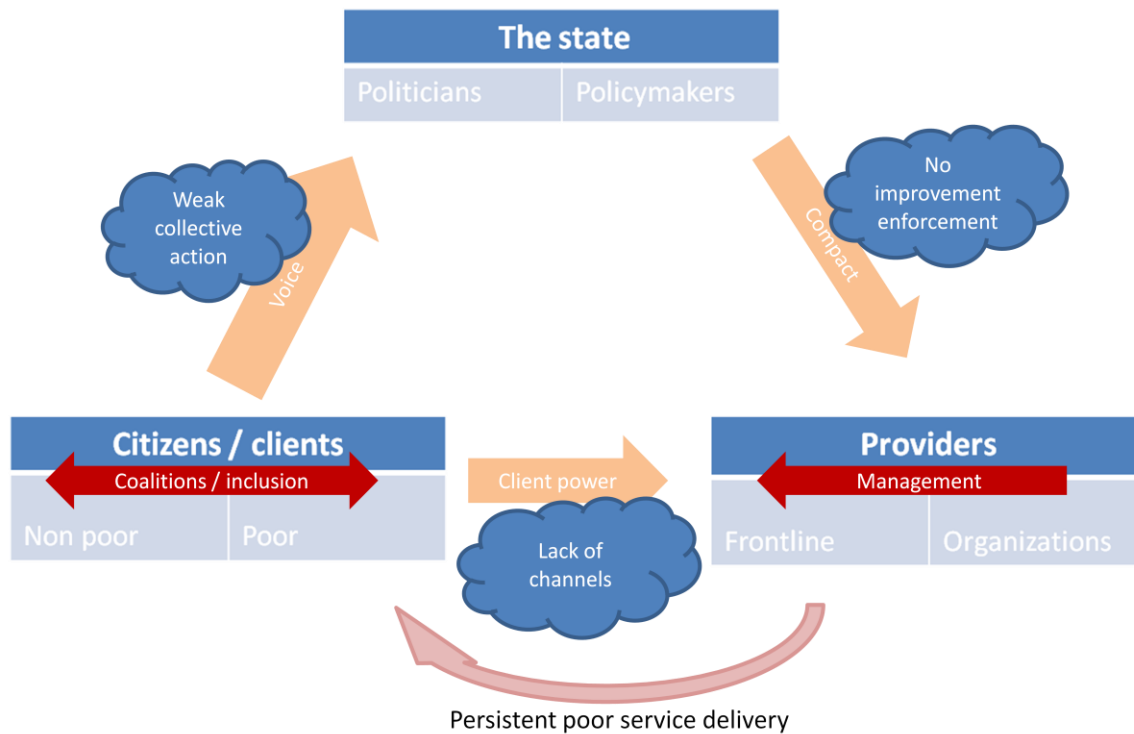 The state
Politicians
Policymakers
Weak
collective
action
Voice
No
improvement
enforcement
Compact
Citizens / clients
Coalitions / inclusion
Non poor
Poor
Client power
Lack of
channels
Providers
Management
Frontline
Organizations
Persistent poor service delivery